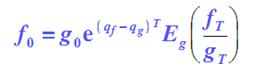 f₀ = g₀e^(q_f − q_g)^T E_g (f_T / g_T)